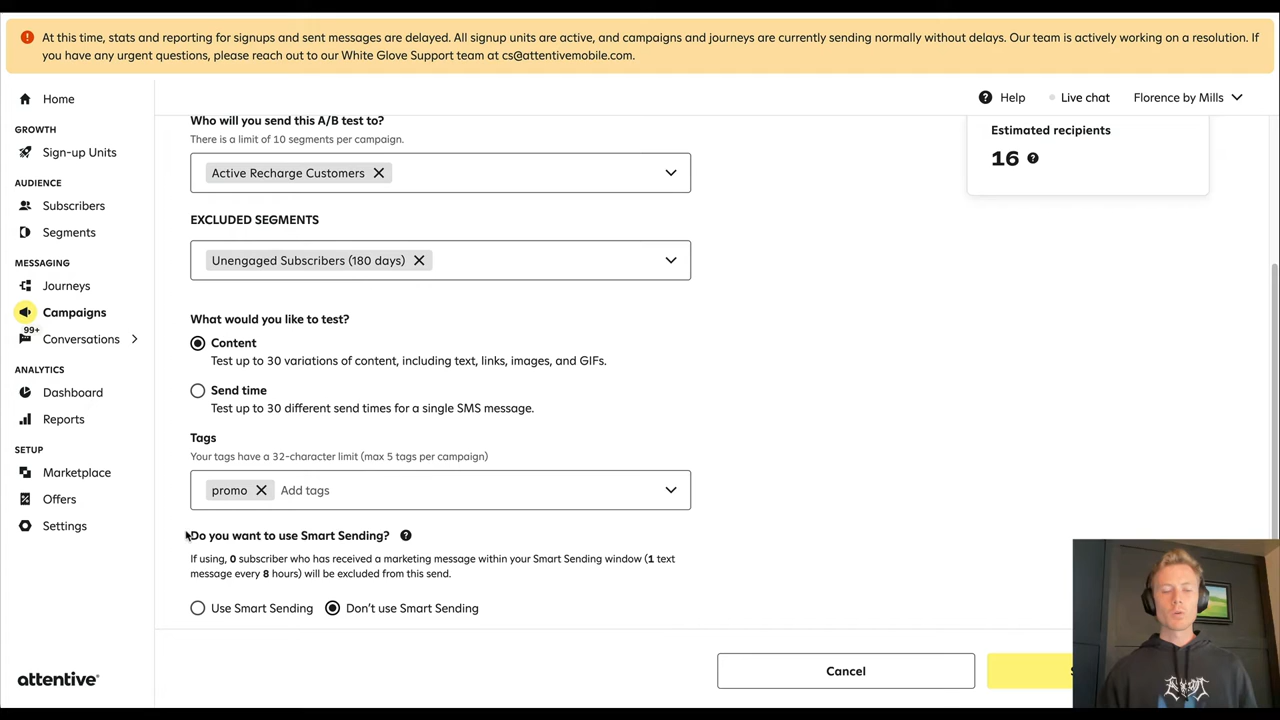 At this time, stats and reporting for signups and sent messages are delayed. All signup units are active, and campaigns and journeys are currently sending normally without delays. Our team is actively working on a resolution. If
you have any urgent questions, please reach out to our White Glove Support team at cs@attentivemobile.com.
Home
GROWTH
Sign-up Units
AUDIENCE
Subscribers
Segments
MESSAGING
Journeys
Campaigns
99+
Conversations
ANALYTICS
Dashboard
Reports
SETUP
Marketplace
Offers
Settings
attentive®
Help
Live chat
Florence by Mills
Who will you send this A/B test to?
There is a limit of 10 segments per campaign.
Active Recharge Customers
EXCLUDED SEGMENTS
Unengaged Subscribers (180 days)
What would you like to test?
Content
Test up to 30 variations of content, including text, links, images, and GIFs.
Send time
Test up to 30 different send times for a single SMS message.
Tags
Your tags have a 32-character limit (max 5 tags per campaign)
promo
Add tags
Do you want to use Smart Sending?
If using, 0 subscriber who has received a marketing message within your Smart Sending window (1 text
message every 8 hours) will be excluded from this send.
Use Smart Sending
Don't use Smart Sending
Estimated recipients
16
Cancel